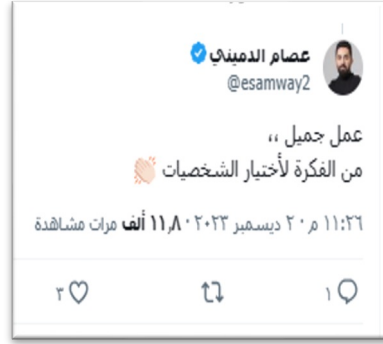 عصام الدميني
@esamway2
عمل جميل ،،
من الفكرة لأختيار الشخصيات 👏🏻
١١:٢٦ م · ٢ ديسمبر ٢٠٢٣ · ١١,٨ ألف مرات مشاهدة
١ ٣